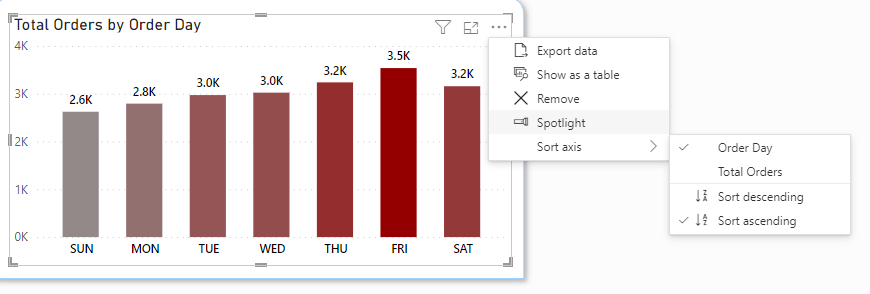 Total Orders by Order Day
4K
3K
2K
1K
0K
2.6K
2.8K
3.0K
3.0K
3.2K
3.5K
3.2K
SUN MON TUE WED THU FRI SAT
Export data
Show as a table
Remove
Spotlight
Sort axis
Order Day
Total Orders
Sort descending
Sort ascending